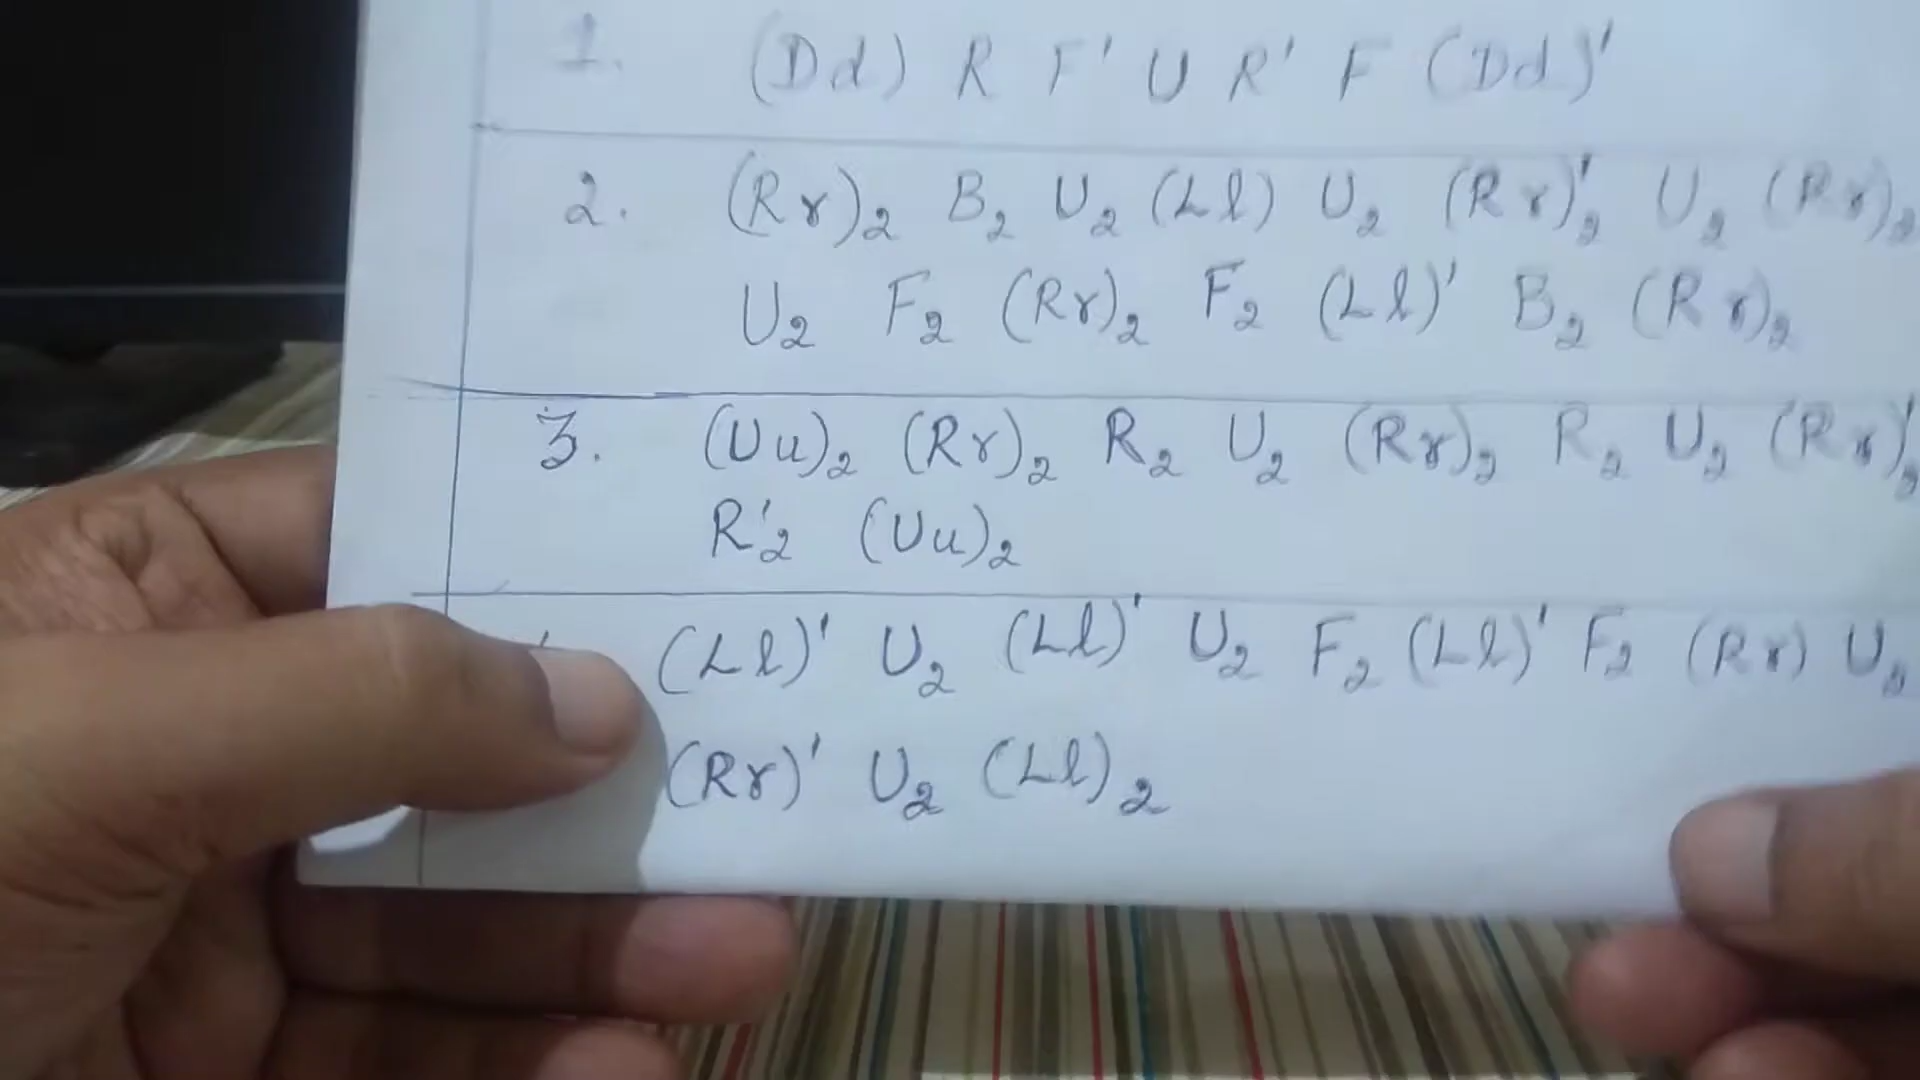 1. (Dd) R F' U R' F (Dd)'
2. (Rr)₂ B₂ U₂ (Ll) U₂ (Rr)'₂ U₂ (Rr)₂
U₂ F₂ (Rr)₂ F₂ (Ll)' B₂ (Rr)₂
3. (Uu)₂ (Rr)₂ R₂ U₂ (Rr)₂ R₂ U₂ (Rr)'₂
R'₂ (Uu)₂
(Ll)' U₂ (Ll)' U₂ F₂ (Ll)' F₂ (Rr) U₂
(Rr)' U₂ (Ll)₂